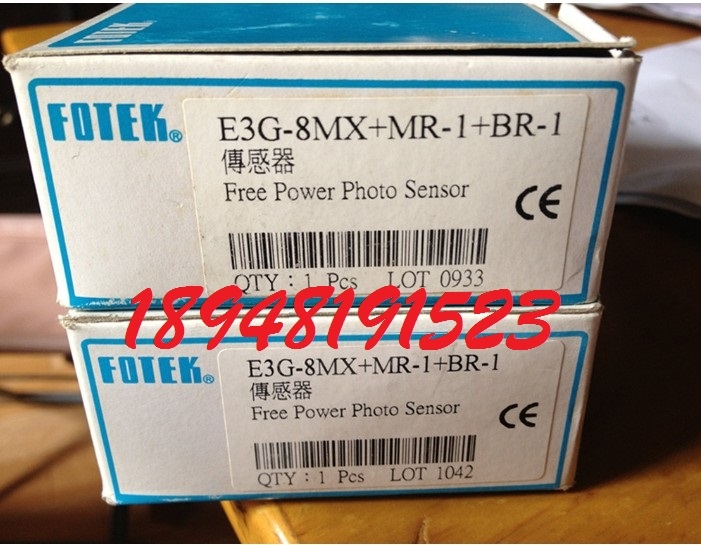 FOTEK®
E3G-8MX+MR-1+BR-1
傳感器
Free Power Photo Sensor
CE
QTY : 1 Pcs LOT 0933
18948191523
FOTEK®
E3G-8MX+MR-1+BR-1
傳感器
Free Power Photo Sensor
CE
QTY : 1 Pcs LOT 1042